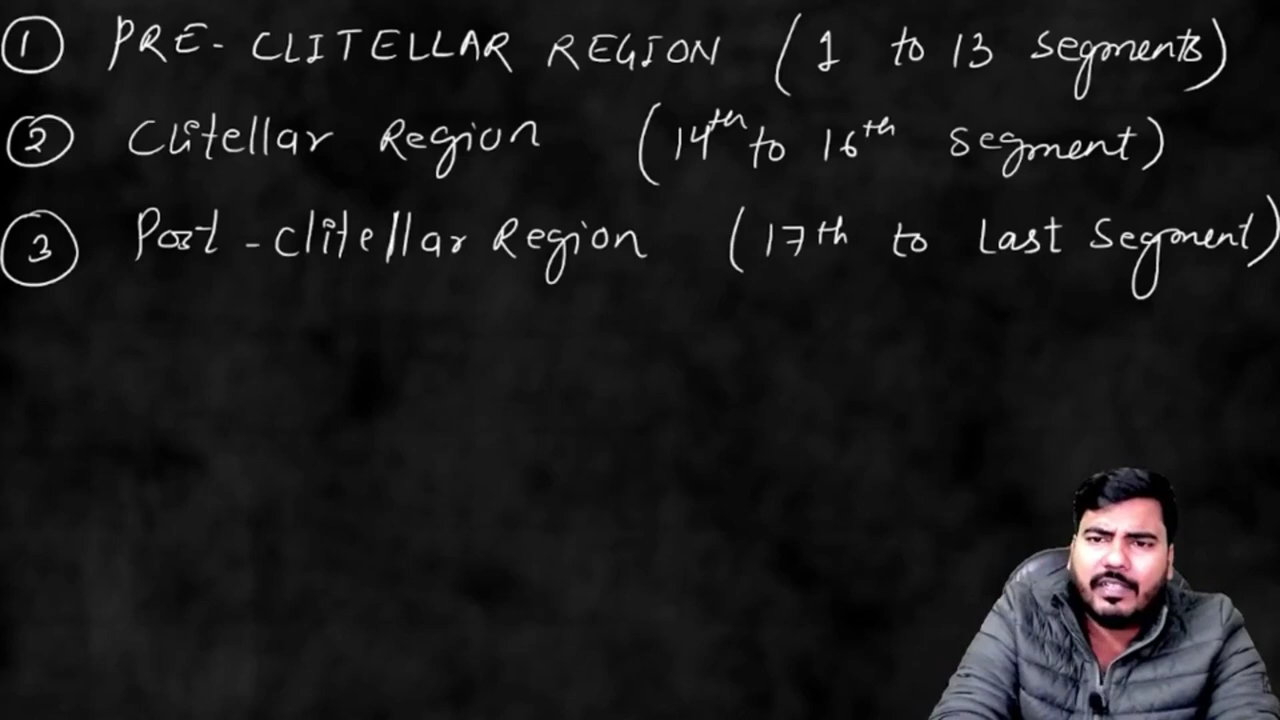 ① PRE-CLITELLAR REGION (1 to 13 segments)
② Clitellar Region (14th to 16th segment)
③ Post-Clitellar Region (17th to Last Segment)